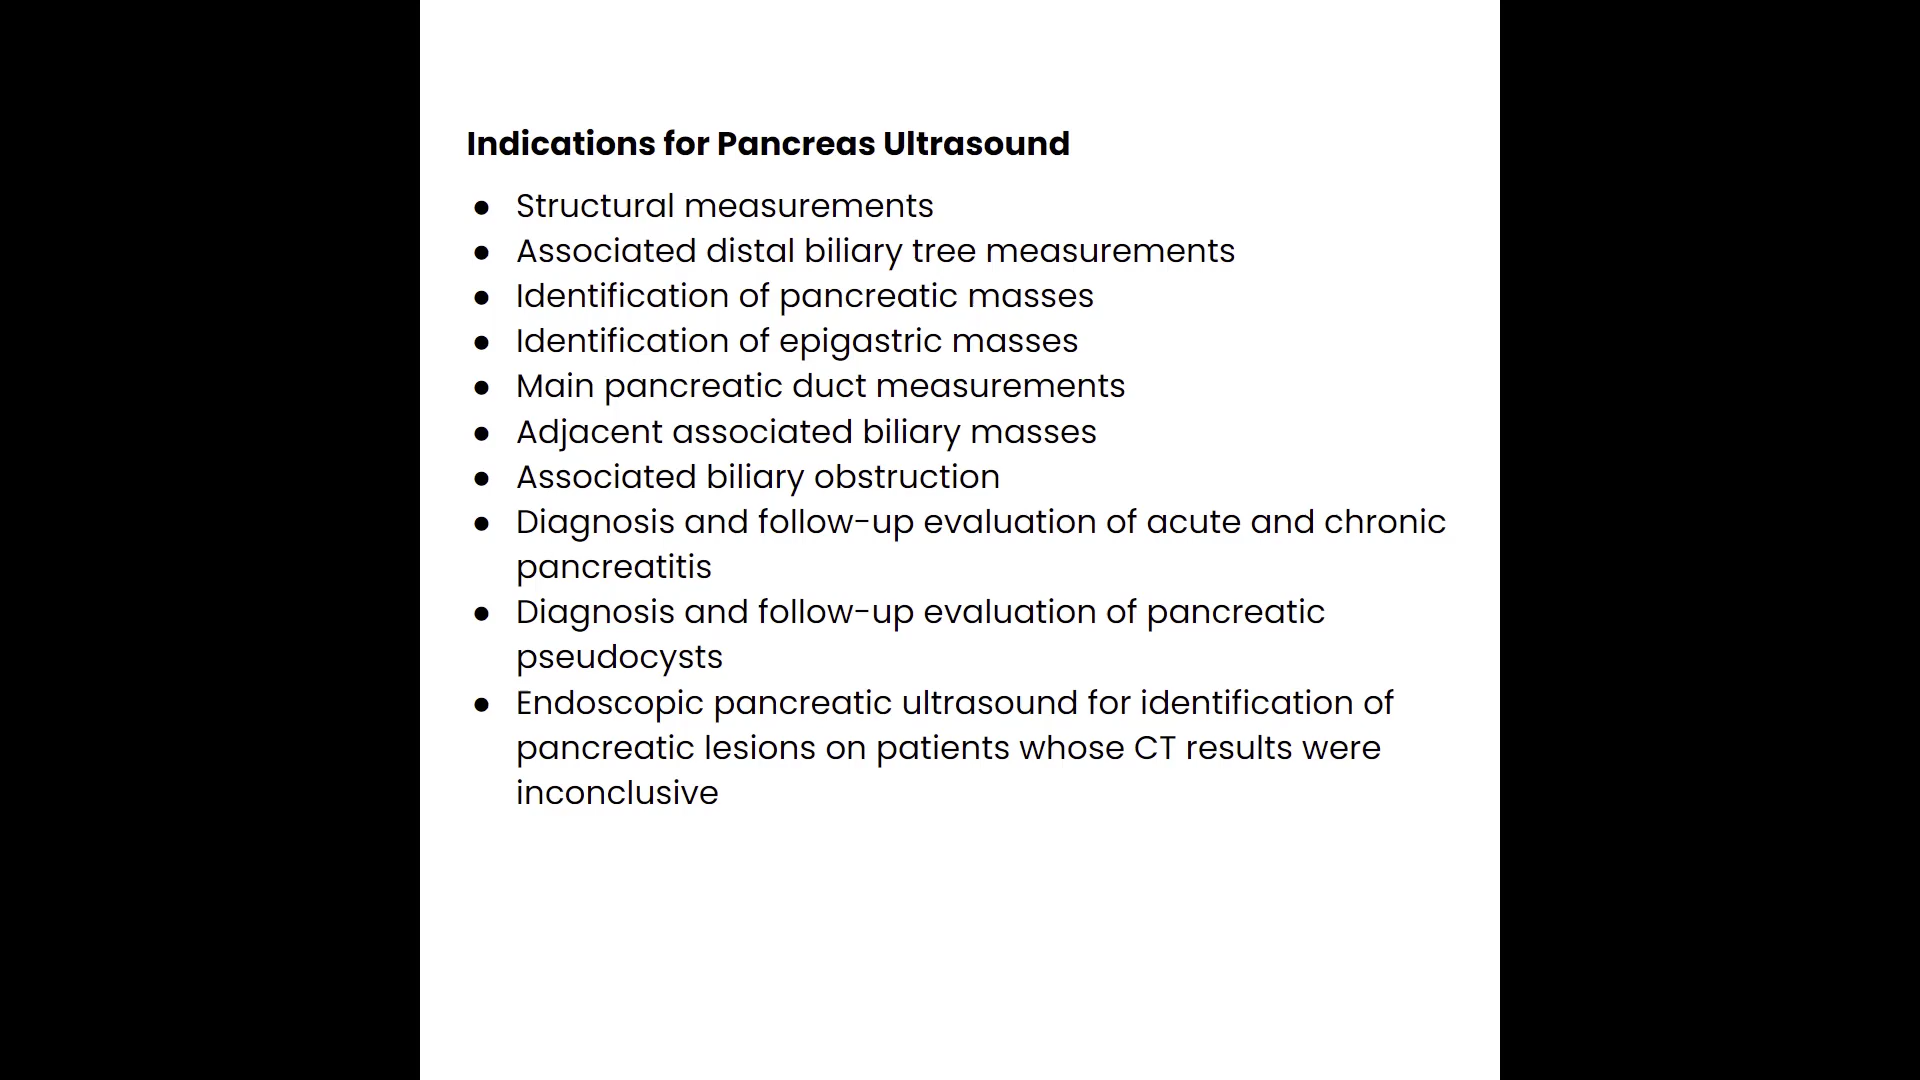 Indications for Pancreas Ultrasound
● Structural measurements
● Associated distal biliary tree measurements
● Identification of pancreatic masses
● Identification of epigastric masses
● Main pancreatic duct measurements
● Adjacent associated biliary masses
● Associated biliary obstruction
● Diagnosis and follow-up evaluation of acute and chronic
pancreatitis
● Diagnosis and follow-up evaluation of pancreatic
pseudocysts
● Endoscopic pancreatic ultrasound for identification of
pancreatic lesions on patients whose CT results were
inconclusive